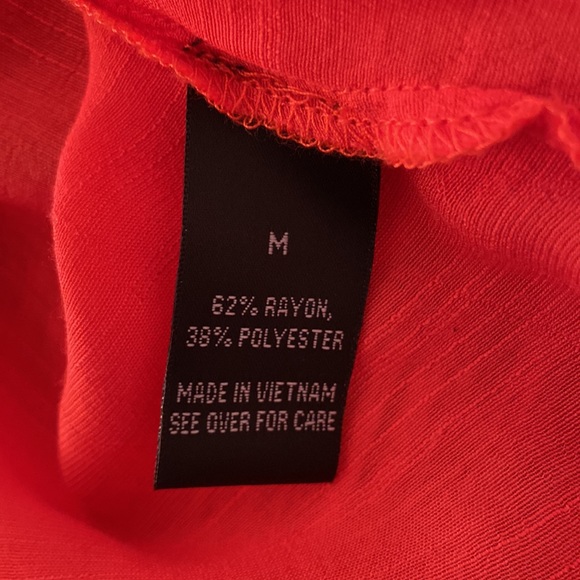 M
62% RAYON,
38% POLYESTER
MADE IN VIETNAM
SEE OVER FOR CARE